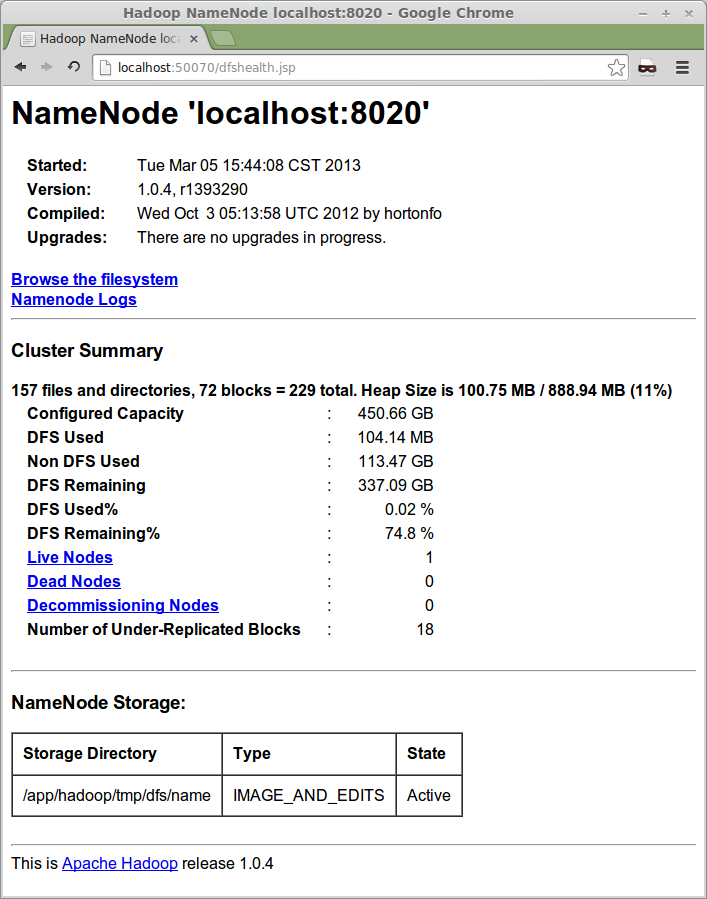 Hadoop NameNode localhost:8020 - Google Chrome
Hadoop NameNode loc
localhost:50070/dfshealth.jsp
NameNode 'localhost:8020'
Started: Tue Mar 05 15:44:08 CST 2013
Version: 1.0.4, r1393290
Compiled: Wed Oct 3 05:13:58 UTC 2012 by hortonfo
Upgrades: There are no upgrades in progress.
Browse the filesystem
Namenode Logs
Cluster Summary
157 files and directories, 72 blocks = 229 total. Heap Size is 100.75 MB / 888.94 MB (11%)
Configured Capacity : 450.66 GB
DFS Used : 104.14 MB
Non DFS Used : 113.47 GB
DFS Remaining : 337.09 GB
DFS Used% : 0.02 %
DFS Remaining% : 74.8 %
Live Nodes : 1
Dead Nodes : 0
Decommissioning Nodes : 0
Number of Under-Replicated Blocks : 18
NameNode Storage:
Storage Directory Type State
/app/hadoop/tmp/dfs/name IMAGE_AND_EDITS Active
This is Apache Hadoop release 1.0.4